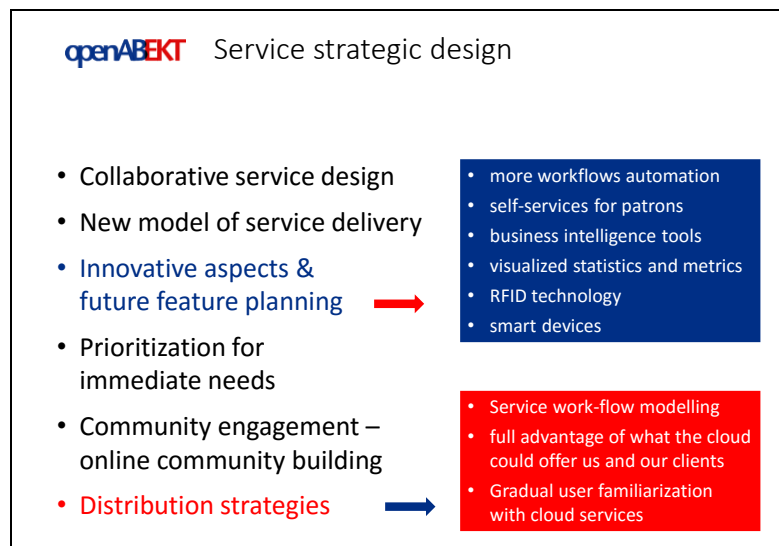 openABEKT Service strategic design
• Collaborative service design
• New model of service delivery
• Innovative aspects &
future feature planning
• Prioritization for
immediate needs
• Community engagement –
online community building
• Distribution strategies
• more workflows automation
• self-services for patrons
• business intelligence tools
• visualized statistics and metrics
• RFID technology
• smart devices
• Service work-flow modelling
• full advantage of what the cloud
could offer us and our clients
• Gradual user familiarization
with cloud services